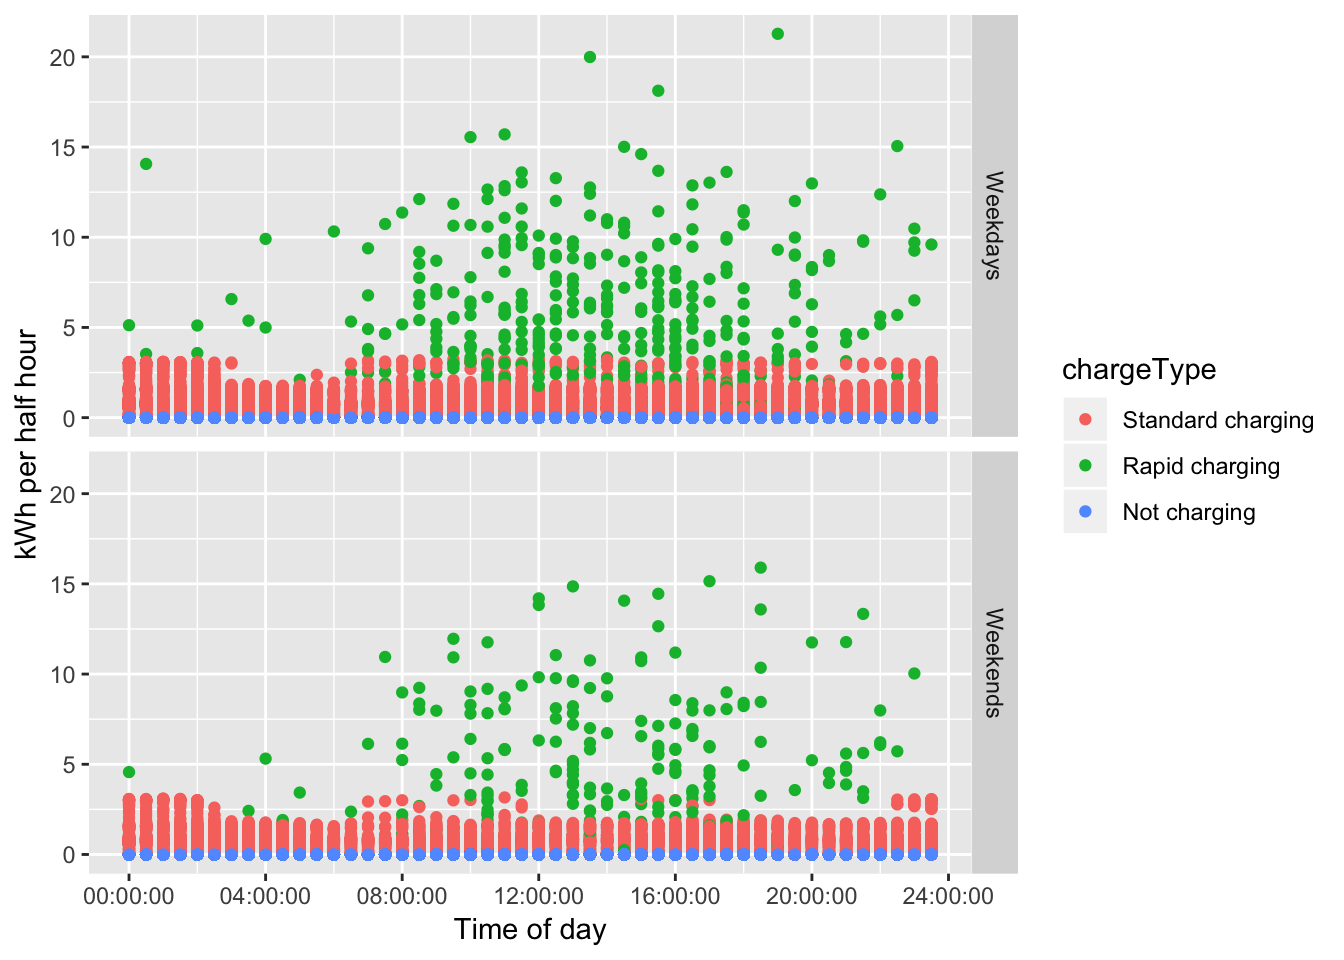 20
15
10
5
0
Weekdays
20
15
10
5
0
Weekends
kWh per half hour
00:00:00 04:00:00 08:00:00 12:00:00 16:00:00 20:00:00 24:00:00
Time of day
chargeType
Standard charging
Rapid charging
Not charging